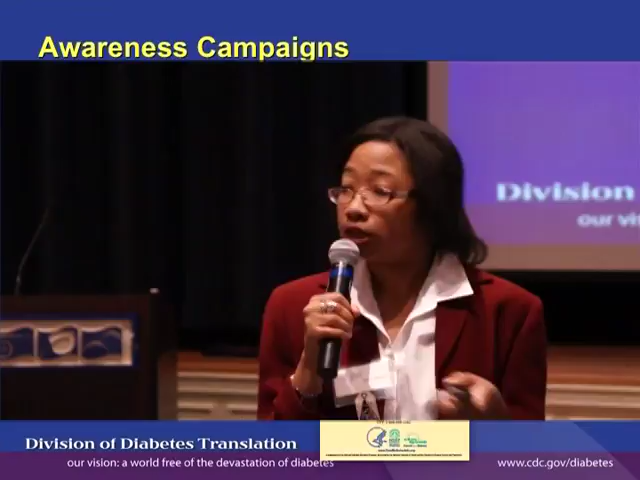 Awareness Campaigns
Division
our vi
Division of Diabetes Translation
our vision: a world free of the devastation of diabetes
www.cdc.gov/diabetes